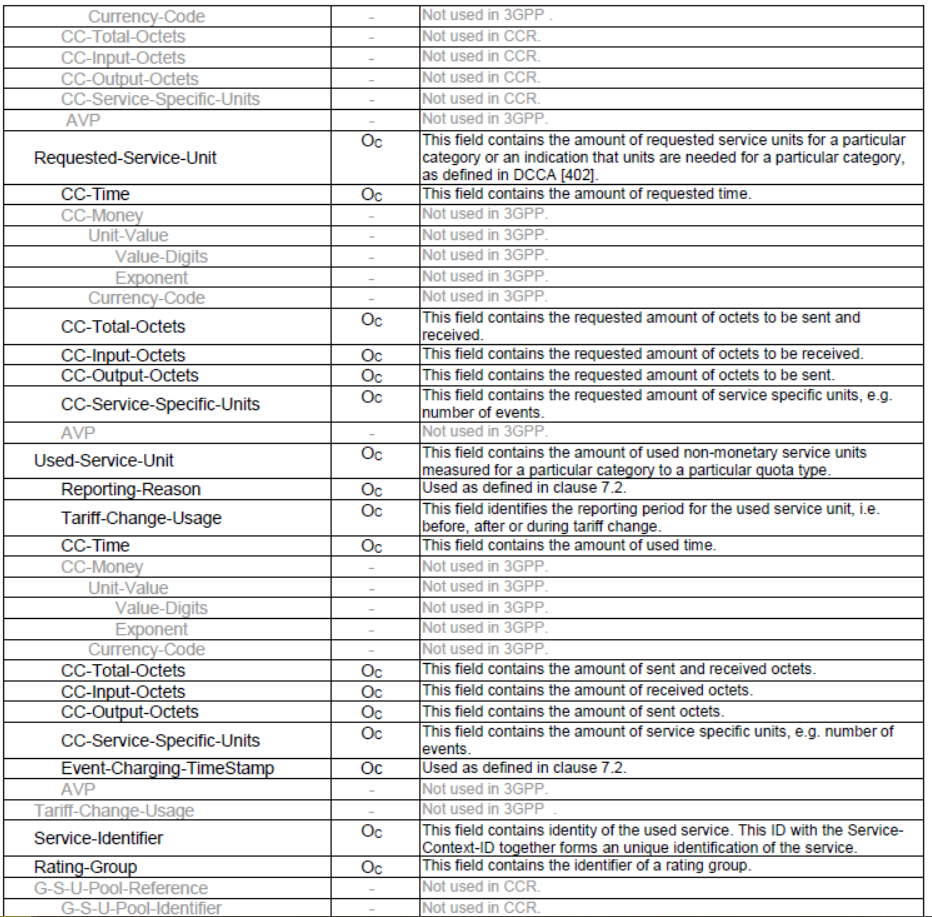 Currency-Code - Not used in 3GPP .
CC-Total-Octets - Not used in CCR.
CC-Input-Octets - Not used in CCR.
CC-Output-Octets - Not used in CCR.
CC-Service-Specific-Units - Not used in CCR.
AVP - Not used in 3GPP.
Requested-Service-Unit Oc This field contains the amount of requested service units for a particular
category or an indication that units are needed for a particular category,
as defined in DCCA [402].
CC-Time Oc This field contains the amount of requested time.
CC-Money - Not used in 3GPP.
Unit-Value - Not used in 3GPP.
Value-Digits - Not used in 3GPP.
Exponent - Not used in 3GPP.
Currency-Code - Not used in 3GPP.
CC-Total-Octets Oc This field contains the requested amount of octets to be sent and
received.
CC-Input-Octets Oc This field contains the requested amount of octets to be received.
CC-Output-Octets Oc This field contains the requested amount of octets to be sent.
CC-Service-Specific-Units Oc This field contains the requested amount of service specific units, e.g.
number of events.
AVP - Not used in 3GPP.
Used-Service-Unit Oc This field contains the amount of used non-monetary service units
measured for a particular category to a particular quota type.
Reporting-Reason Oc Used as defined in clause 7.2.
Tariff-Change-Usage Oc This field identifies the reporting period for the used service unit, i.e.
before, after or during tariff change.
CC-Time Oc This field contains the amount of used time.
CC-Money - Not used in 3GPP.
Unit-Value - Not used in 3GPP.
Value-Digits - Not used in 3GPP.
Exponent - Not used in 3GPP.
Currency-Code - Not used in 3GPP.
CC-Total-Octets Oc This field contains the amount of sent and received octets.
CC-Input-Octets Oc This field contains the amount of received octets.
CC-Output-Octets Oc This field contains the amount of sent octets.
CC-Service-Specific-Units Oc This field contains the amount of service specific units, e.g. number of
events.
Event-Charging-TimeStamp Oc Used as defined in clause 7.2.
AVP - Not used in 3GPP.
Tariff-Change-Usage - Not used in 3GPP .
Service-Identifier Oc This field contains identity of the used service. This ID with the Service-
Context-ID together forms an unique identification of the service.
Rating-Group Oc This field contains the identifier of a rating group.
G-S-U-Pool-Reference - Not used in CCR.
G-S-U-Pool-Identifier - Not used in CCR.